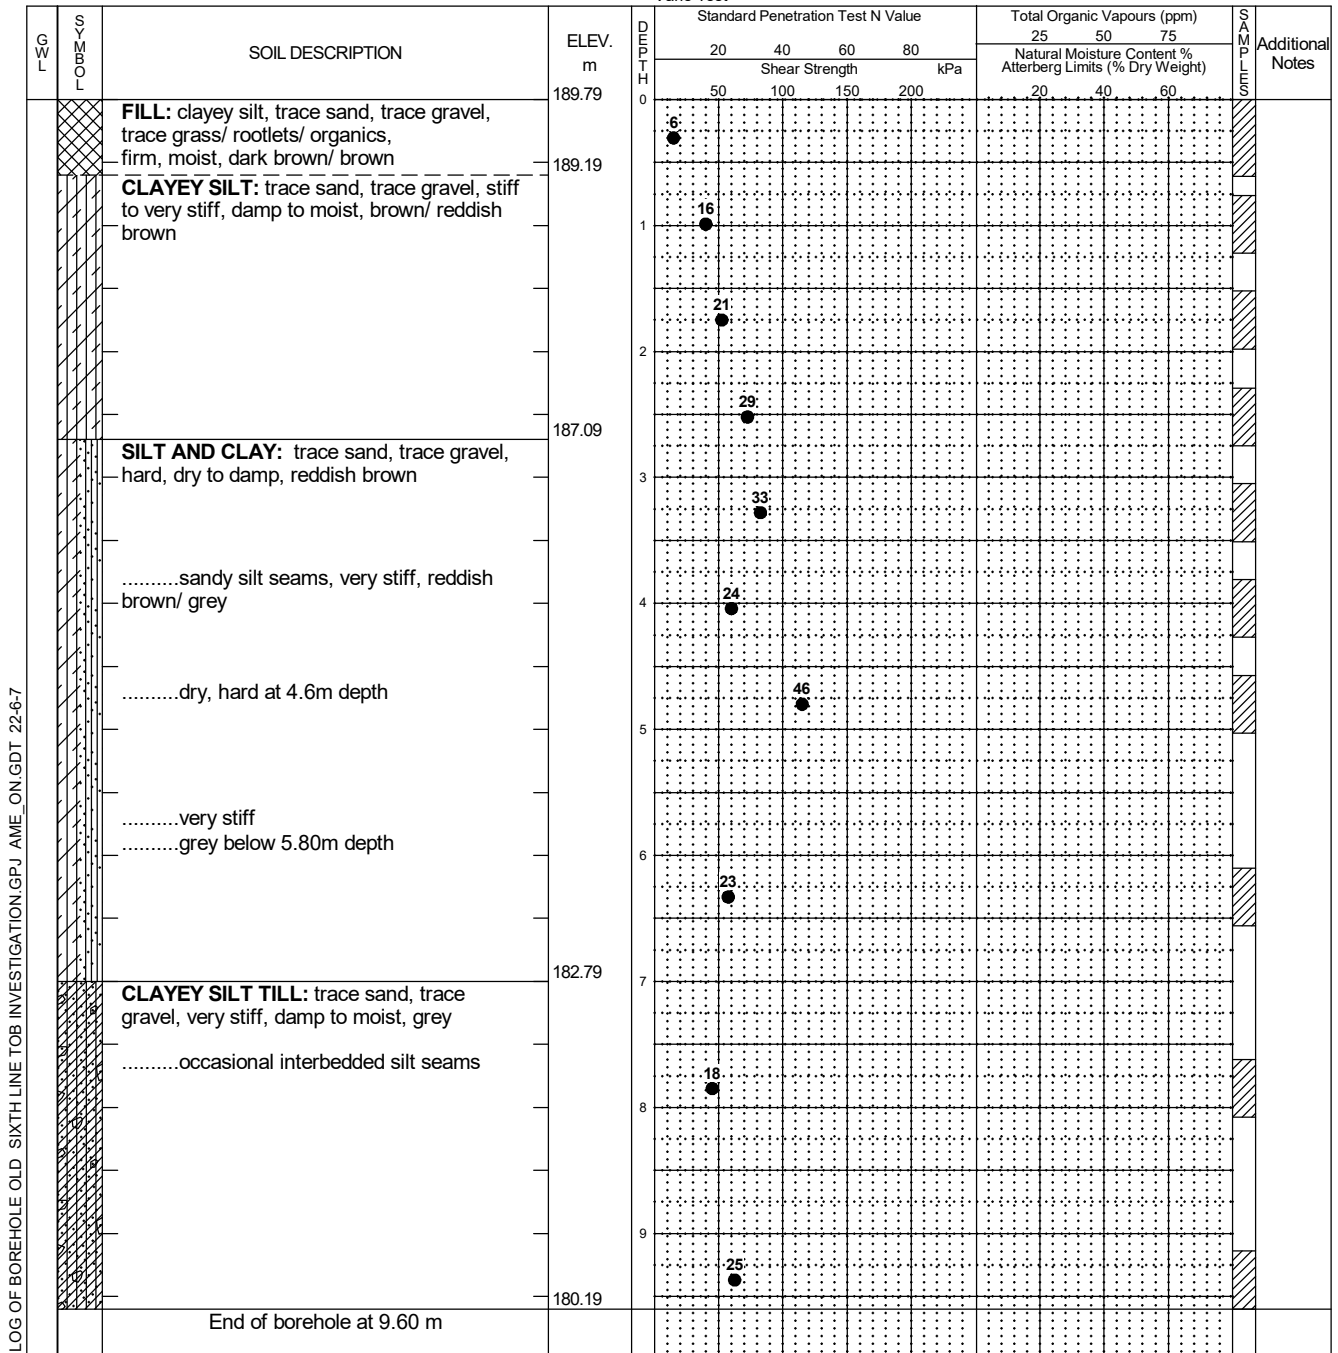 Standard Penetration Test N Value
20 40 60 80
Shear Strength kPa
50 100 150 200
Total Organic Vapours (ppm)
25 50 75
Natural Moisture Content %
Atterberg Limits (% Dry Weight)
20 40 60
GWL
SYMBOL
SOIL DESCRIPTION
ELEV.
m
DEPTH
SAMPLES
Additional
Notes
189.79
0
FILL: clayey silt, trace sand, trace gravel,
trace grass/ rootlets/ organics,
firm, moist, dark brown/ brown
6
189.19
CLAYEY SILT: trace sand, trace gravel, stiff
to very stiff, damp to moist, brown/ reddish
brown
16
1
21
2
29
187.09
SILT AND CLAY: trace sand, trace gravel,
hard, dry to damp, reddish brown
3
33
..........sandy silt seams, very stiff, reddish
brown/ grey
24
4
..........dry, hard at 4.6m depth
46
5
..........very stiff
..........grey below 5.80m depth
6
23
182.79
7
CLAYEY SILT TILL: trace sand, trace
gravel, very stiff, damp to moist, grey
..........occasional interbedded silt seams
18
8
9
25
180.19
End of borehole at 9.60 m
LOG OF BOREHOLE OLD SIXTH LINE TOB INVESTIGATION.GPJ AME_ON.GDT 22-6-7